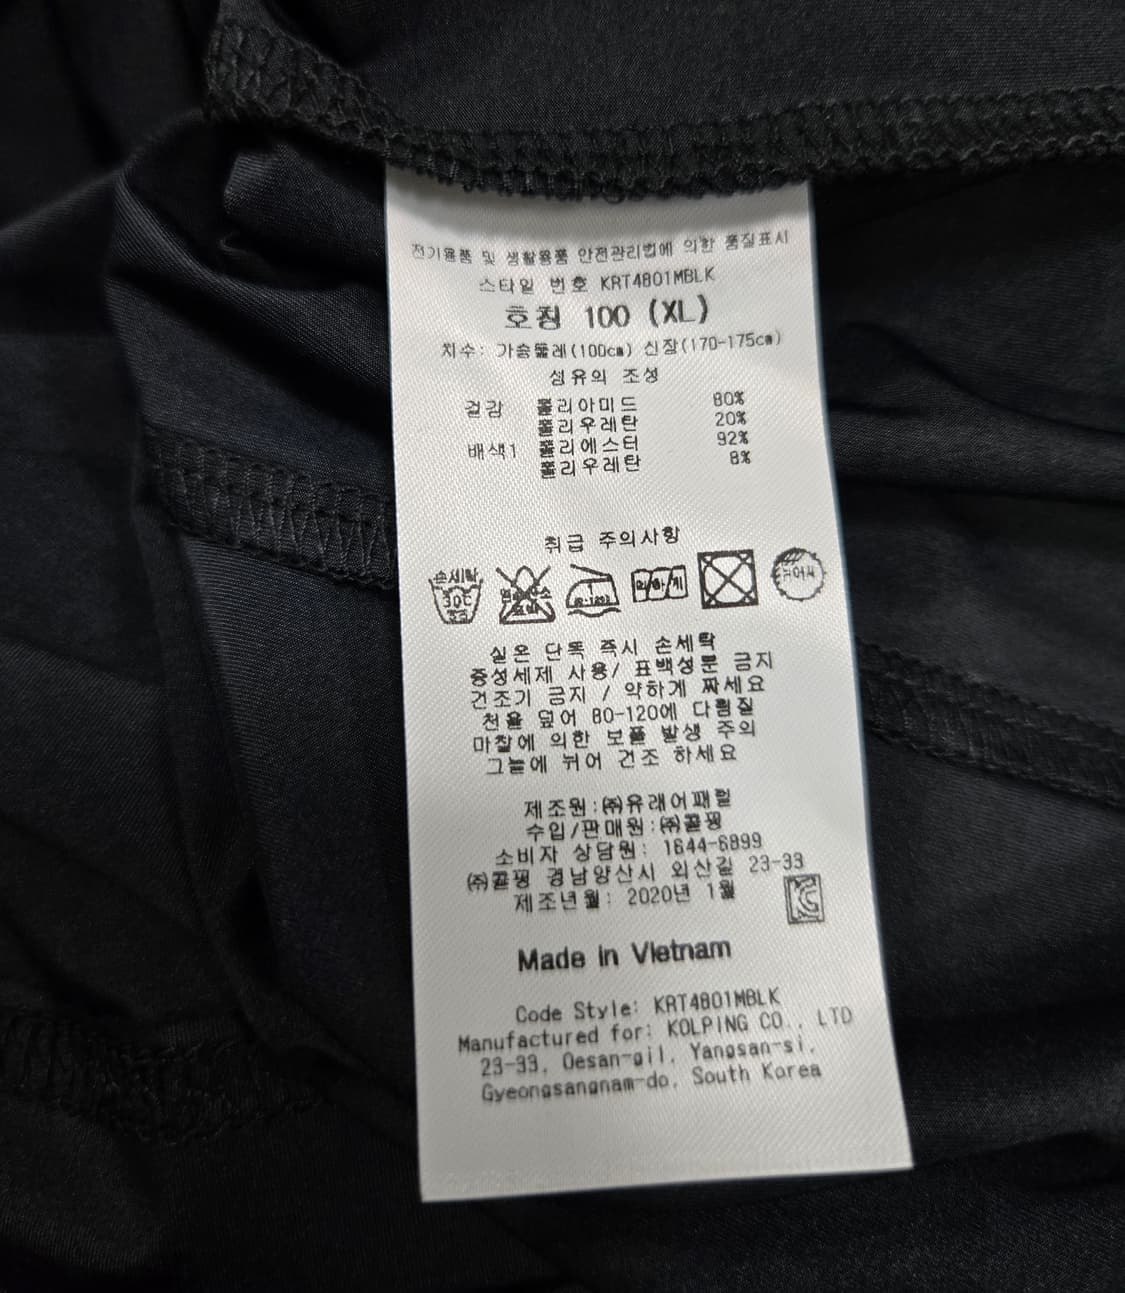 전기용품 및 생활용품 안전관리법에 의한 품질표시
스타일 번호 KRT4801MBLK
호칭 100 (XL)
치수: 가슴둘레(100cm) 신장(170-175cm)
섬유의 조성
겉감 폴리아미드 80%
폴리우레탄 20%
배색1 폴리에스터 92%
폴리우레탄 8%
취급 주의사항
손세탁 30℃ 중성
약하게
뉘어서
실온 단독 즉시 손세탁
중성세제 사용/ 표백성분 금지
건조기 금지 / 약하게 짜세요
천을 덮어 80-120에 다림질
마찰에 의한 보풀 발생 주의
그늘에 뉘어 건조 하세요
제조원:㈜유래어패럴
수입/판매원:㈜콜핑
소비자 상담원: 1644-6899
㈜콜핑 경남양산시 외산길 23-33
제조년월: 2020년 1월
Made in Vietnam
Code Style: KRT4801MBLK
Manufactured for: KOLPING CO., LTD
23-33, Oesan-gil, Yangsan-si,
Gyeongsangnam-do, South Korea